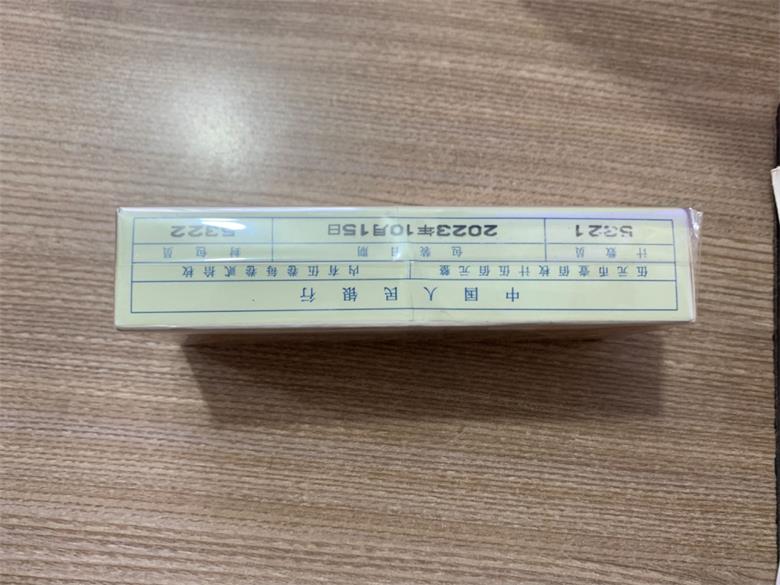 中国人民银行
伍元币壹佰枚计伍佰元整 内有伍卷每卷贰拾枚
计数员 包装日期 封包员
5321 2023年10月15日 5322